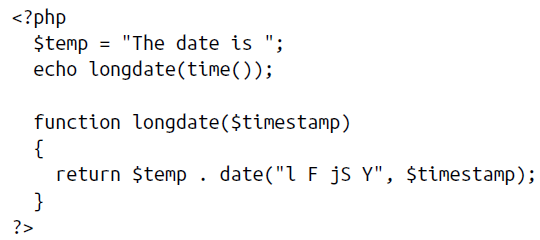 <?php
  $temp = "The date is ";
  echo longdate(time());

  function longdate($timestamp)
  {
    return $temp . date("l F jS Y", $timestamp);
  }
?>